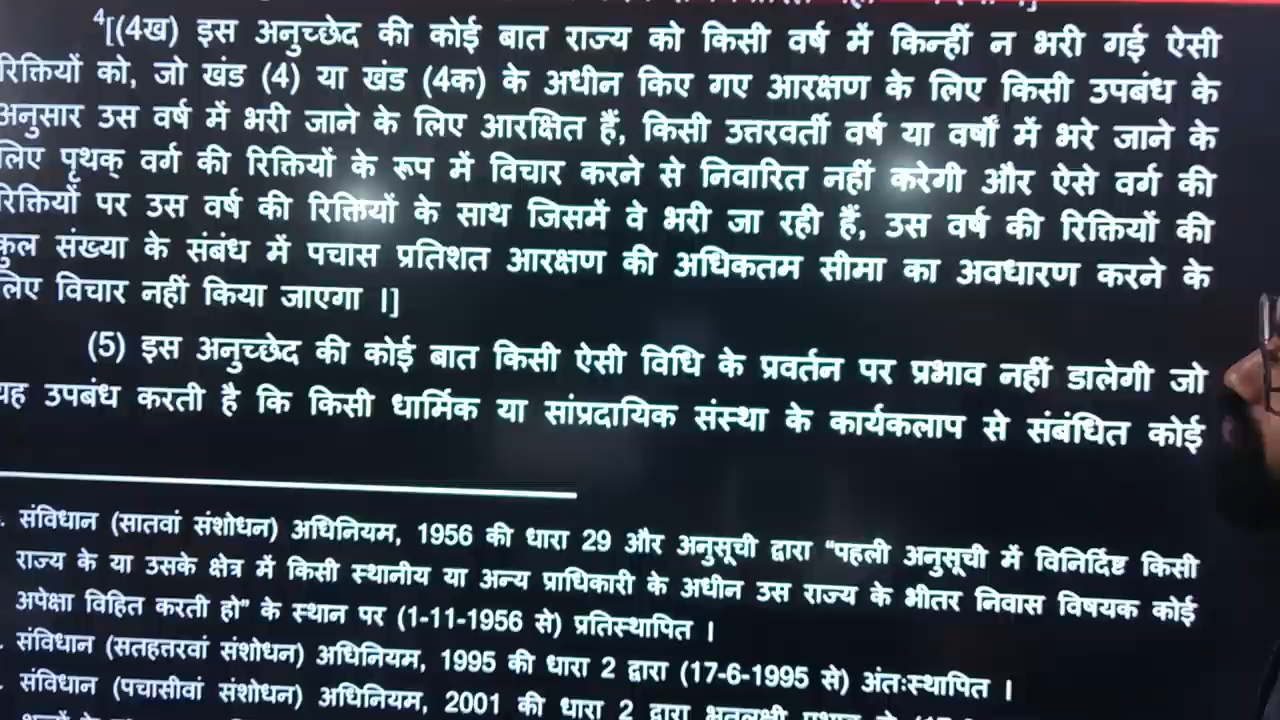 4[(4ख) इस अनुच्छेद की कोई बात राज्य को किसी वर्ष में किन्हीं न भरी गई ऐसी
रिक्तियों को, जो खंड (4) या खंड (4क) के अधीन किए गए आरक्षण के लिए किसी उपबंध के
अनुसार उस वर्ष में भरी जाने के लिए आरक्षित हैं, किसी उत्तरवर्ती वर्ष या वर्षों में भरे जाने के
लिए पृथक् वर्ग की रिक्तियों के रूप में विचार करने से निवारित नहीं करेगी और ऐसे वर्ग की
रिक्तियों पर उस वर्ष की रिक्तियों के साथ जिसमें वे भरी जा रही हैं, उस वर्ष की रिक्तियों की
कुल संख्या के संबंध में पचास प्रतिशत आरक्षण की अधिकतम सीमा का अवधारण करने के
लिए विचार नहीं किया जाएगा ।]
(5) इस अनुच्छेद की कोई बात किसी ऐसी विधि के प्रवर्तन पर प्रभाव नहीं डालेगी जो
यह उपबंध करती है कि किसी धार्मिक या सांप्रदायिक संस्था के कार्यकलाप से संबंधित कोई
संविधान (सातवां संशोधन) अधिनियम, 1956 की धारा 29 और अनुसूची द्वारा “पहली अनुसूची में विनिर्दिष्ट किसी
राज्य के या उसके क्षेत्र में किसी स्थानीय या अन्य प्राधिकारी के अधीन उस राज्य के भीतर निवास विषयक कोई
अपेक्षा विहित करती हो” के स्थान पर (1-11-1956 से) प्रतिस्थापित ।
संविधान (सतहत्तरवां संशोधन) अधिनियम, 1995 की धारा 2 द्वारा (17-6-1995 से) अंतःस्थापित ।
संविधान (पचासीवां संशोधन) अधिनियम, 2001 की धारा 2 द्वारा